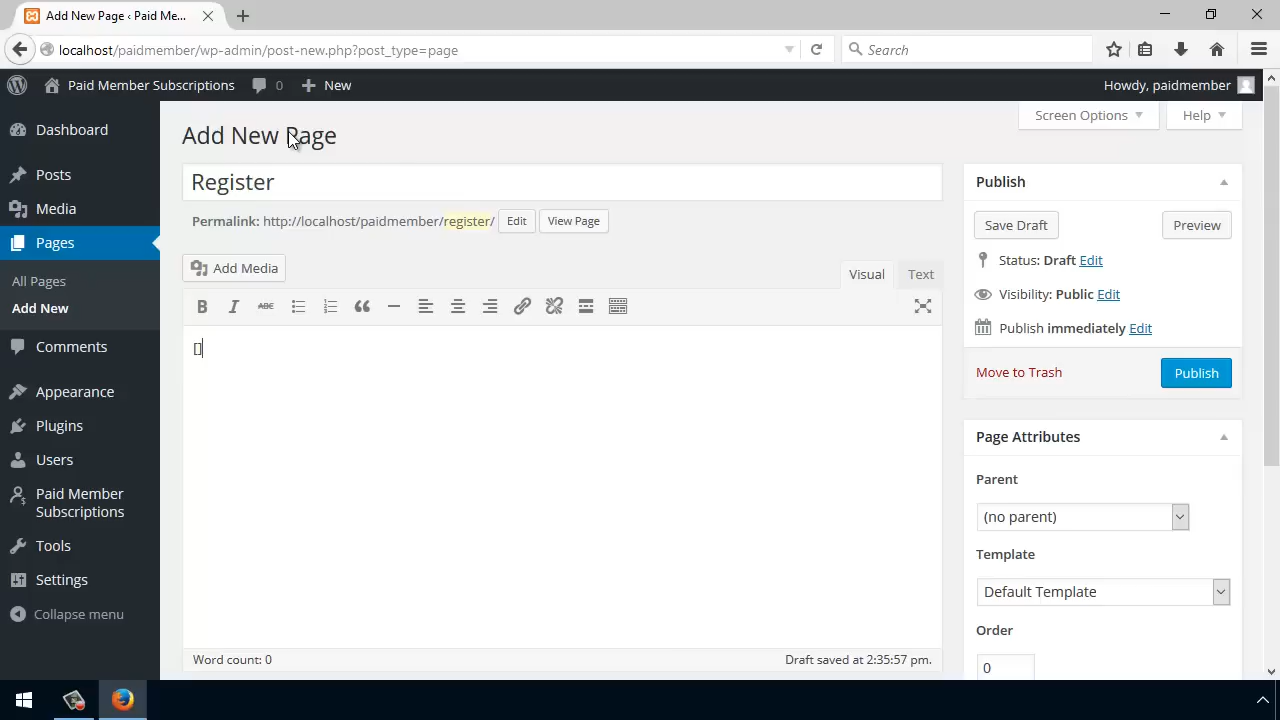 Add New Page ‹ Paid Me...
localhost/paidmember/wp-admin/post-new.php?post_type=page
Search
Paid Member Subscriptions
0
New
Howdy, paidmember
Screen Options
Help
Dashboard
Posts
Media
Pages
All Pages
Add New
Comments
Appearance
Plugins
Users
Paid Member
Subscriptions
Tools
Settings
Collapse menu
Add New Page
Register
Permalink: http://localhost/paidmember/register/
Edit
View Page
Add Media
Visual
Text
B I ABC
[]
Word count: 0
Draft saved at 2:35:57 pm.
Publish
Save Draft
Preview
Status: Draft Edit
Visibility: Public Edit
Publish immediately Edit
Move to Trash
Publish
Page Attributes
Parent
(no parent)
Template
Default Template
Order
0